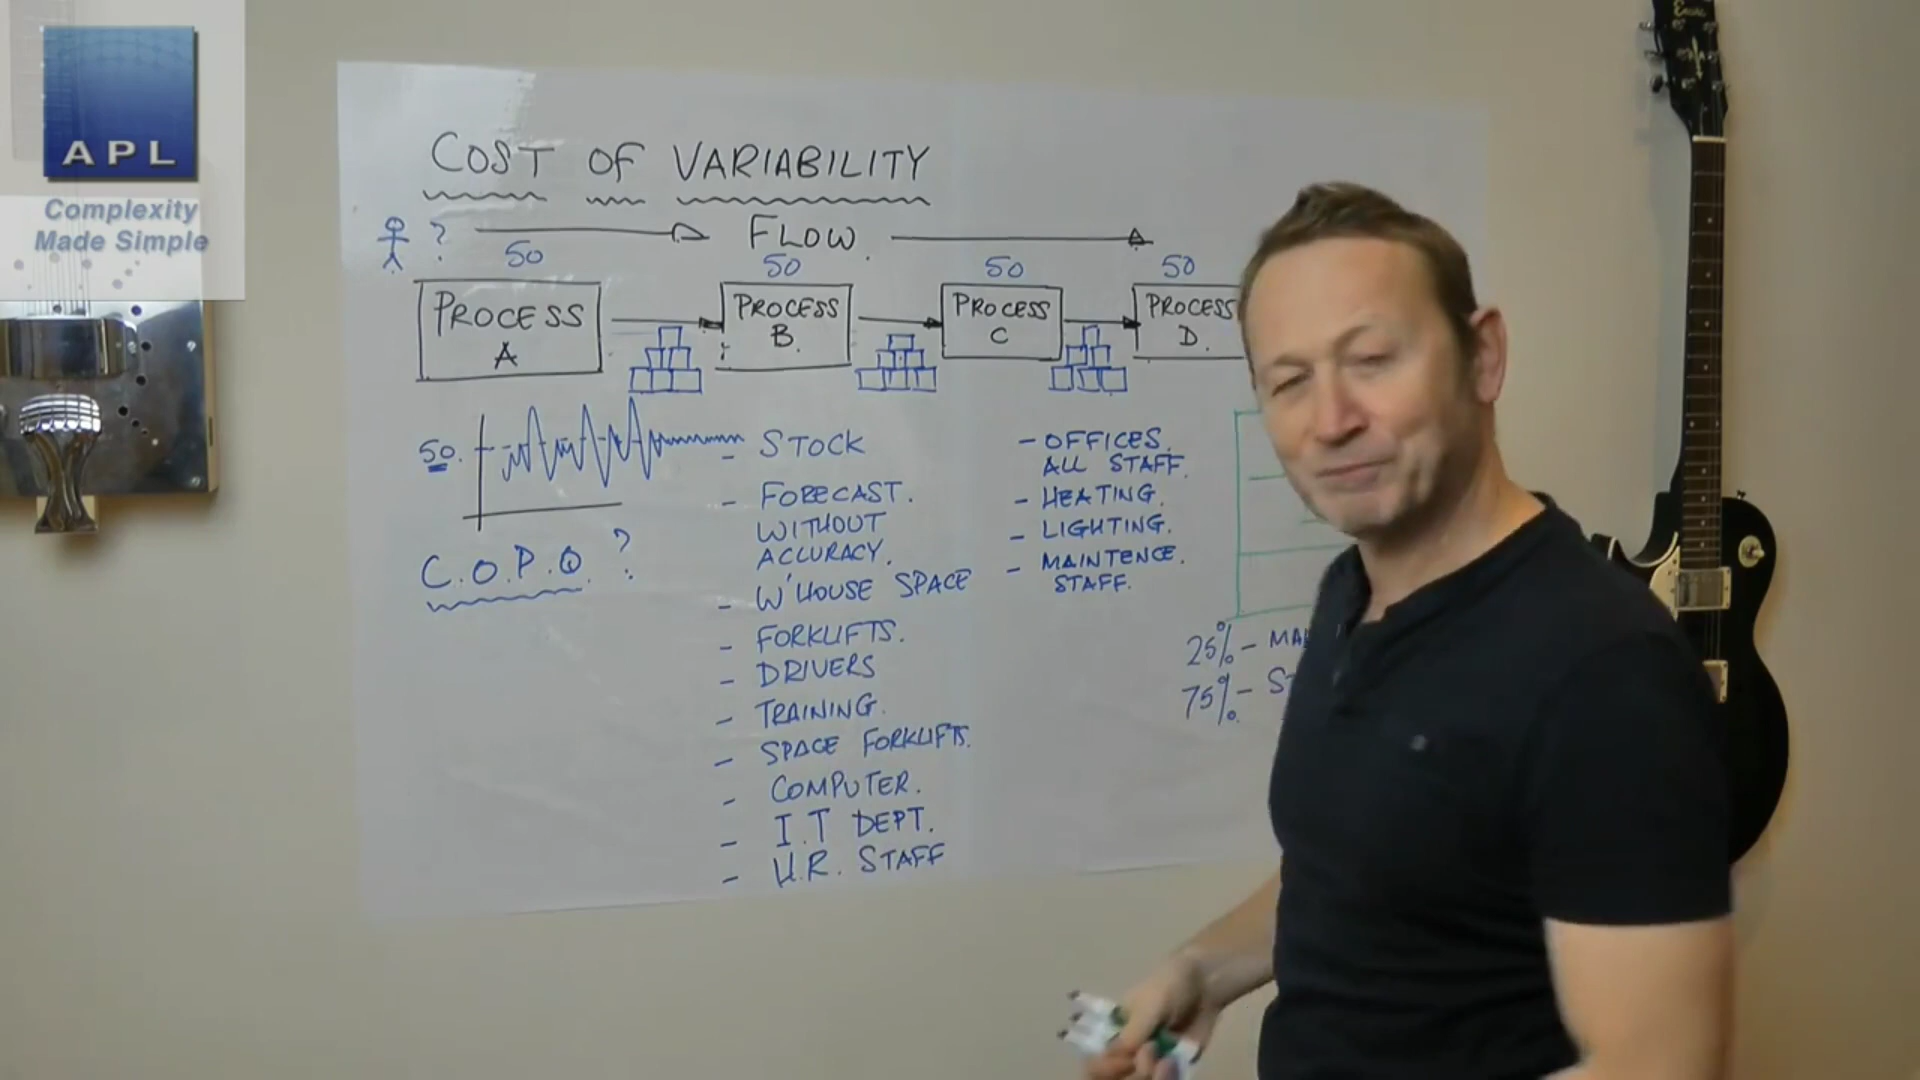 APL
Complexity
Made Simple
COST OF VARIABILITY
? FLOW.
50 50 50 50
PROCESS A
PROCESS B.
PROCESS C
PROCESS D.
50.
C.O.P.Q. ?
- STOCK
- FORECAST.
WITHOUT
ACCURACY.
- W'HOUSE SPACE
- FORKLIFTS.
- DRIVERS
- TRAINING.
- SPACE FORKLIFTS.
- COMPUTER.
- I.T DEPT.
- H.R. STAFF
- OFFICES.
ALL STAFF.
- HEATING.
- LIGHTING.
- MAINTENCE.
STAFF.
25% -
75% -